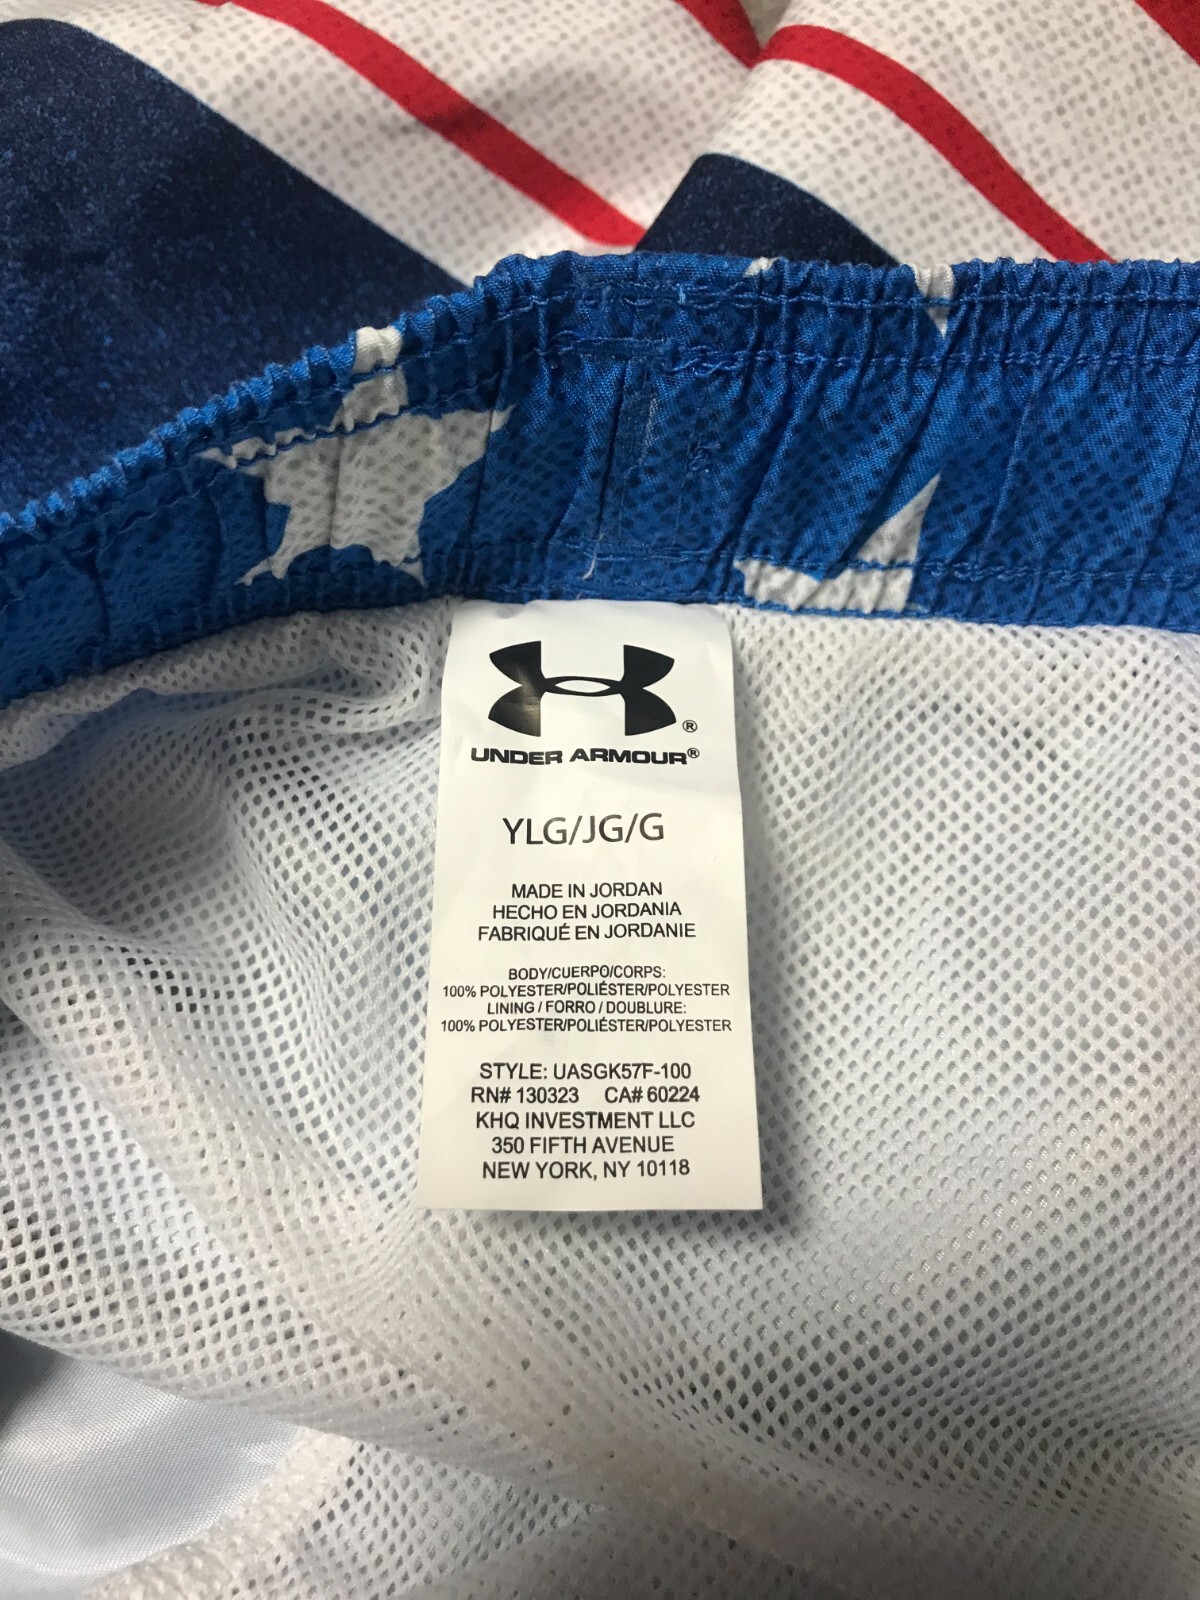 ®
UNDER ARMOUR®
YLG/JG/G
MADE IN JORDAN
HECHO EN JORDANIA
FABRIQUÉ EN JORDANIE
BODY/CUERPO/CORPS:
100% POLYESTER/POLIÉSTER/POLYESTER
LINING / FORRO / DOUBLURE:
100% POLYESTER/POLIÉSTER/POLYESTER
STYLE: UASGK57F-100
RN# 130323 CA# 60224
KHQ INVESTMENT LLC
350 FIFTH AVENUE
NEW YORK, NY 10118